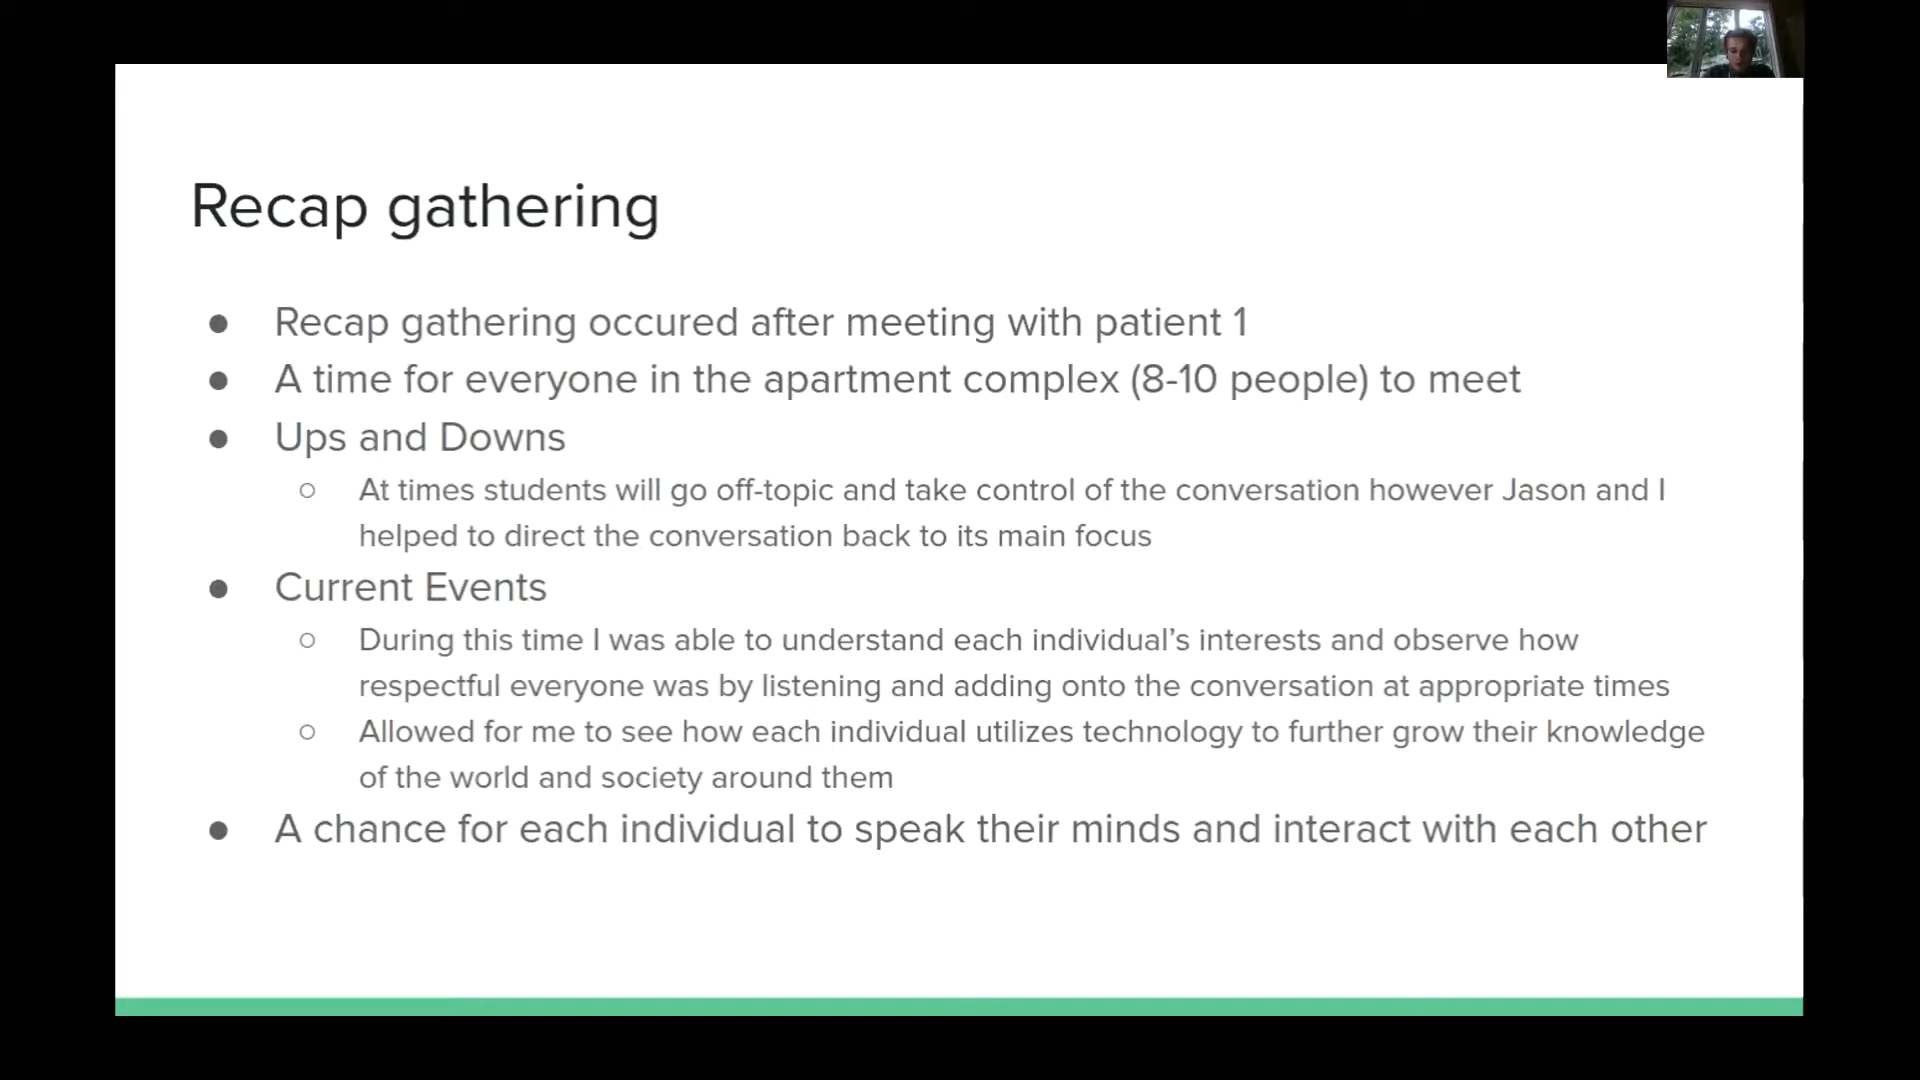 Recap gathering
● Recap gathering occured after meeting with patient 1
● A time for everyone in the apartment complex (8-10 people) to meet
● Ups and Downs
○ At times students will go off-topic and take control of the conversation however Jason and I
helped to direct the conversation back to its main focus
● Current Events
○ During this time I was able to understand each individual’s interests and observe how
respectful everyone was by listening and adding onto the conversation at appropriate times
○ Allowed for me to see how each individual utilizes technology to further grow their knowledge
of the world and society around them
● A chance for each individual to speak their minds and interact with each other